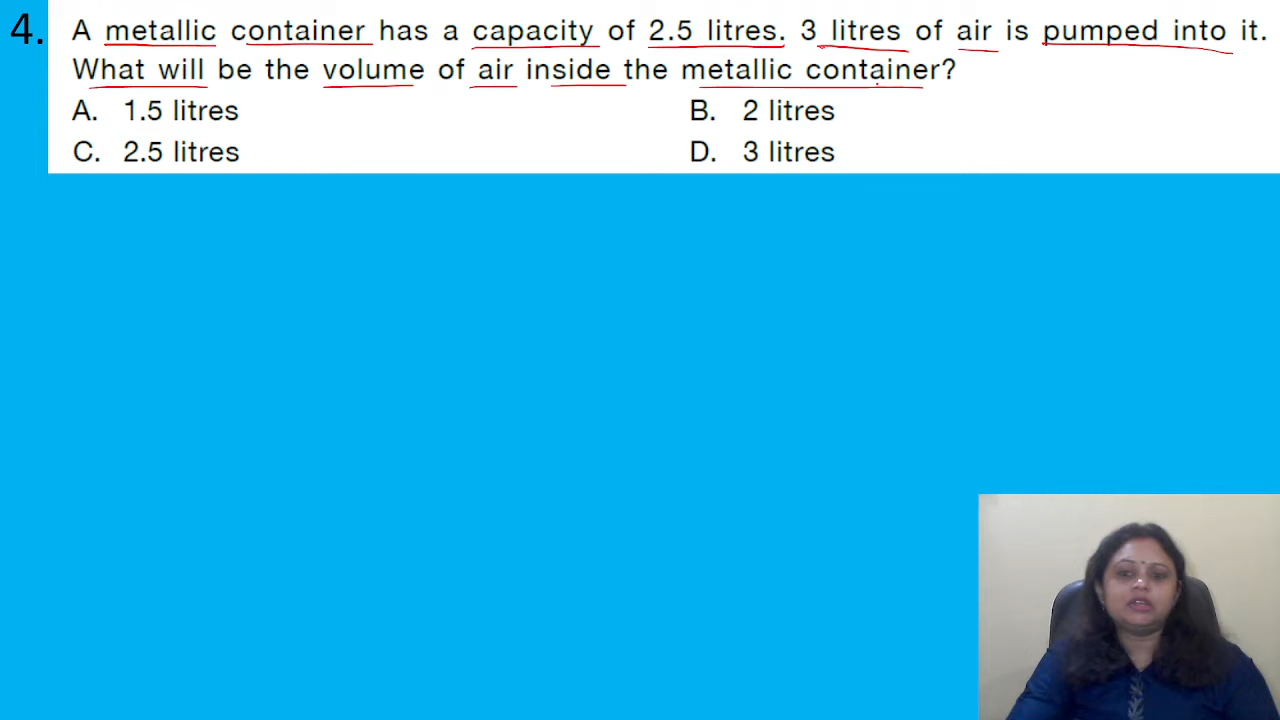 4. A metallic container has a capacity of 2.5 litres. 3 litres of air is pumped into it.
What will be the volume of air inside the metallic container?
A. 1.5 litres B. 2 litres
C. 2.5 litres D. 3 litres